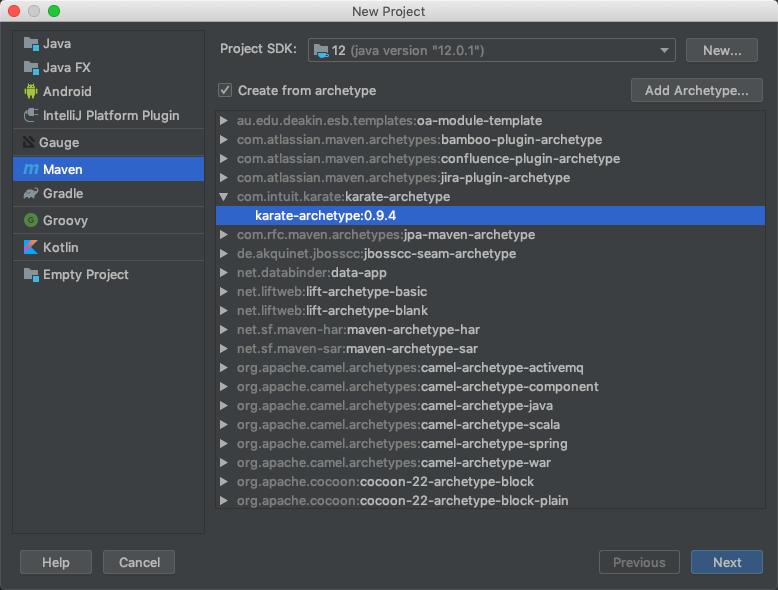 New Project
Java
Java FX
Android
IntelliJ Platform Plugin
Gauge
Maven
Gradle
Groovy
Kotlin
Empty Project
Project SDK: 12 (java version "12.0.1") New...
Create from archetype Add Archetype...
au.edu.deakin.esb.templates:oa-module-template
com.atlassian.maven.archetypes:bamboo-plugin-archetype
com.atlassian.maven.archetypes:confluence-plugin-archetype
com.atlassian.maven.archetypes:jira-plugin-archetype
com.intuit.karate:karate-archetype
karate-archetype:0.9.4
com.rfc.maven.archetypes:jpa-maven-archetype
de.akquinet.jbosscc:jbosscc-seam-archetype
net.databinder:data-app
net.liftweb:lift-archetype-basic
net.liftweb:lift-archetype-blank
net.sf.maven-har:maven-archetype-har
net.sf.maven-sar:maven-archetype-sar
org.apache.camel.archetypes:camel-archetype-activemq
org.apache.camel.archetypes:camel-archetype-component
org.apache.camel.archetypes:camel-archetype-java
org.apache.camel.archetypes:camel-archetype-scala
org.apache.camel.archetypes:camel-archetype-spring
org.apache.camel.archetypes:camel-archetype-war
org.apache.cocoon:cocoon-22-archetype-block
org.apache.cocoon:cocoon-22-archetype-block-plain
Help Cancel Previous Next